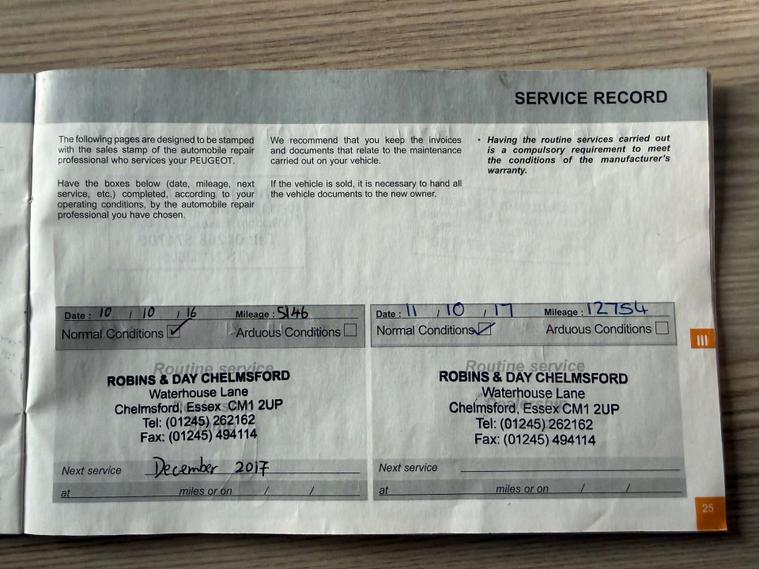 SERVICE RECORD
The following pages are designed to be stamped
with the sales stamp of the automobile repair
professional who services your PEUGEOT.
Have the boxes below (date, mileage, next
service, etc.) completed, according to your
operating conditions, by the automobile repair
professional you have chosen.
We recommend that you keep the invoices
and documents that relate to the maintenance
carried out on your vehicle.
If the vehicle is sold, it is necessary to hand all
the vehicle documents to the new owner.
• Having the routine services carried out
is a compulsory requirement to meet
the conditions of the manufacturer's
warranty.
Date : 10 / 10 / 16 Mileage : 5146
Normal Conditions Arduous Conditions
Routine service
ROBINS & DAY CHELMSFORD
Waterhouse Lane
Chelmsford, Essex CM1 2UP
Tel: (01245) 262162
Fax: (01245) 494114
Next service December 2017
at miles or on / /
Date : 11 / 10 / 17 Mileage : 12754
Normal Conditions Arduous Conditions
Routine service
ROBINS & DAY CHELMSFORD
Waterhouse Lane
Chelmsford, Essex CM1 2UP
Tel: (01245) 262162
Fax: (01245) 494114
Next service
at miles or on / /
III
25